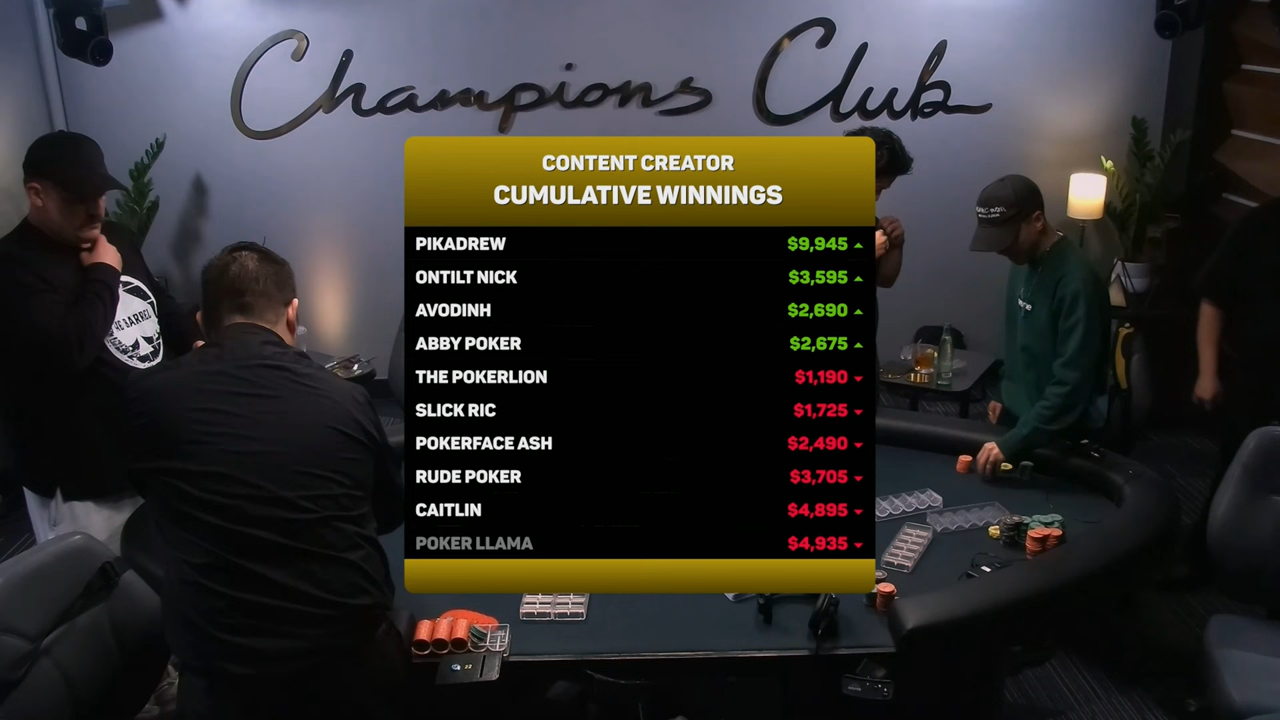 Champions Club
CONTENT CREATOR
CUMULATIVE WINNINGS
PIKADREW $9,945
ONTILT NICK $3,595
AVODINH $2,690
ABBY POKER $2,675
THE POKERLION $1,190
SLICK RIC $1,725
POKERFACE ASH $2,490
RUDE POKER $3,705
CAITLIN $4,895
POKER LLAMA $4,935
BARREL
22